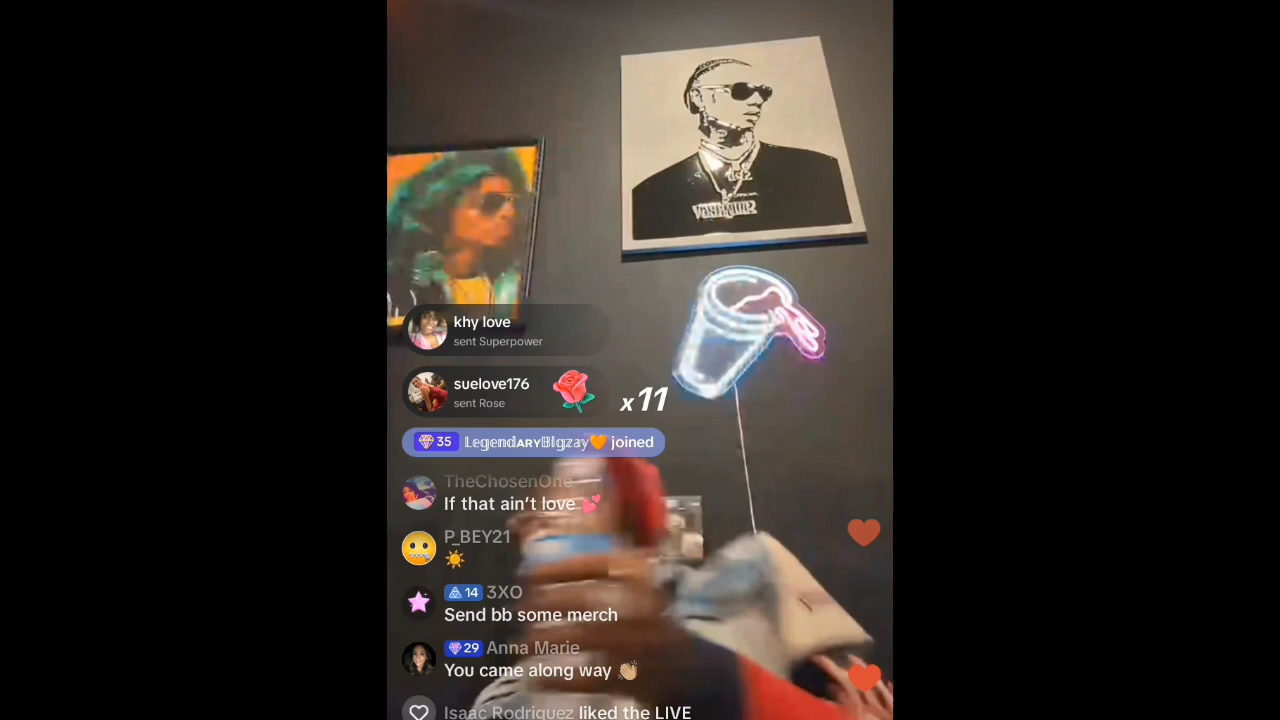 khy love
sent Superpower
suelove176
sent Rose
x11
35 𝕃𝕖𝕘𝕖𝕟𝕕ᴀʀʏ𝔹𝕝𝕘𝕫𝕒𝕪🧡 joined
TheChosenOne
If that ain’t love 💕
P_BEY21
☀️
14 3XO
Send bb some merch
29 Anna Marie
You came along way 👏🏼
Isaac Rodriguez liked the LIVE